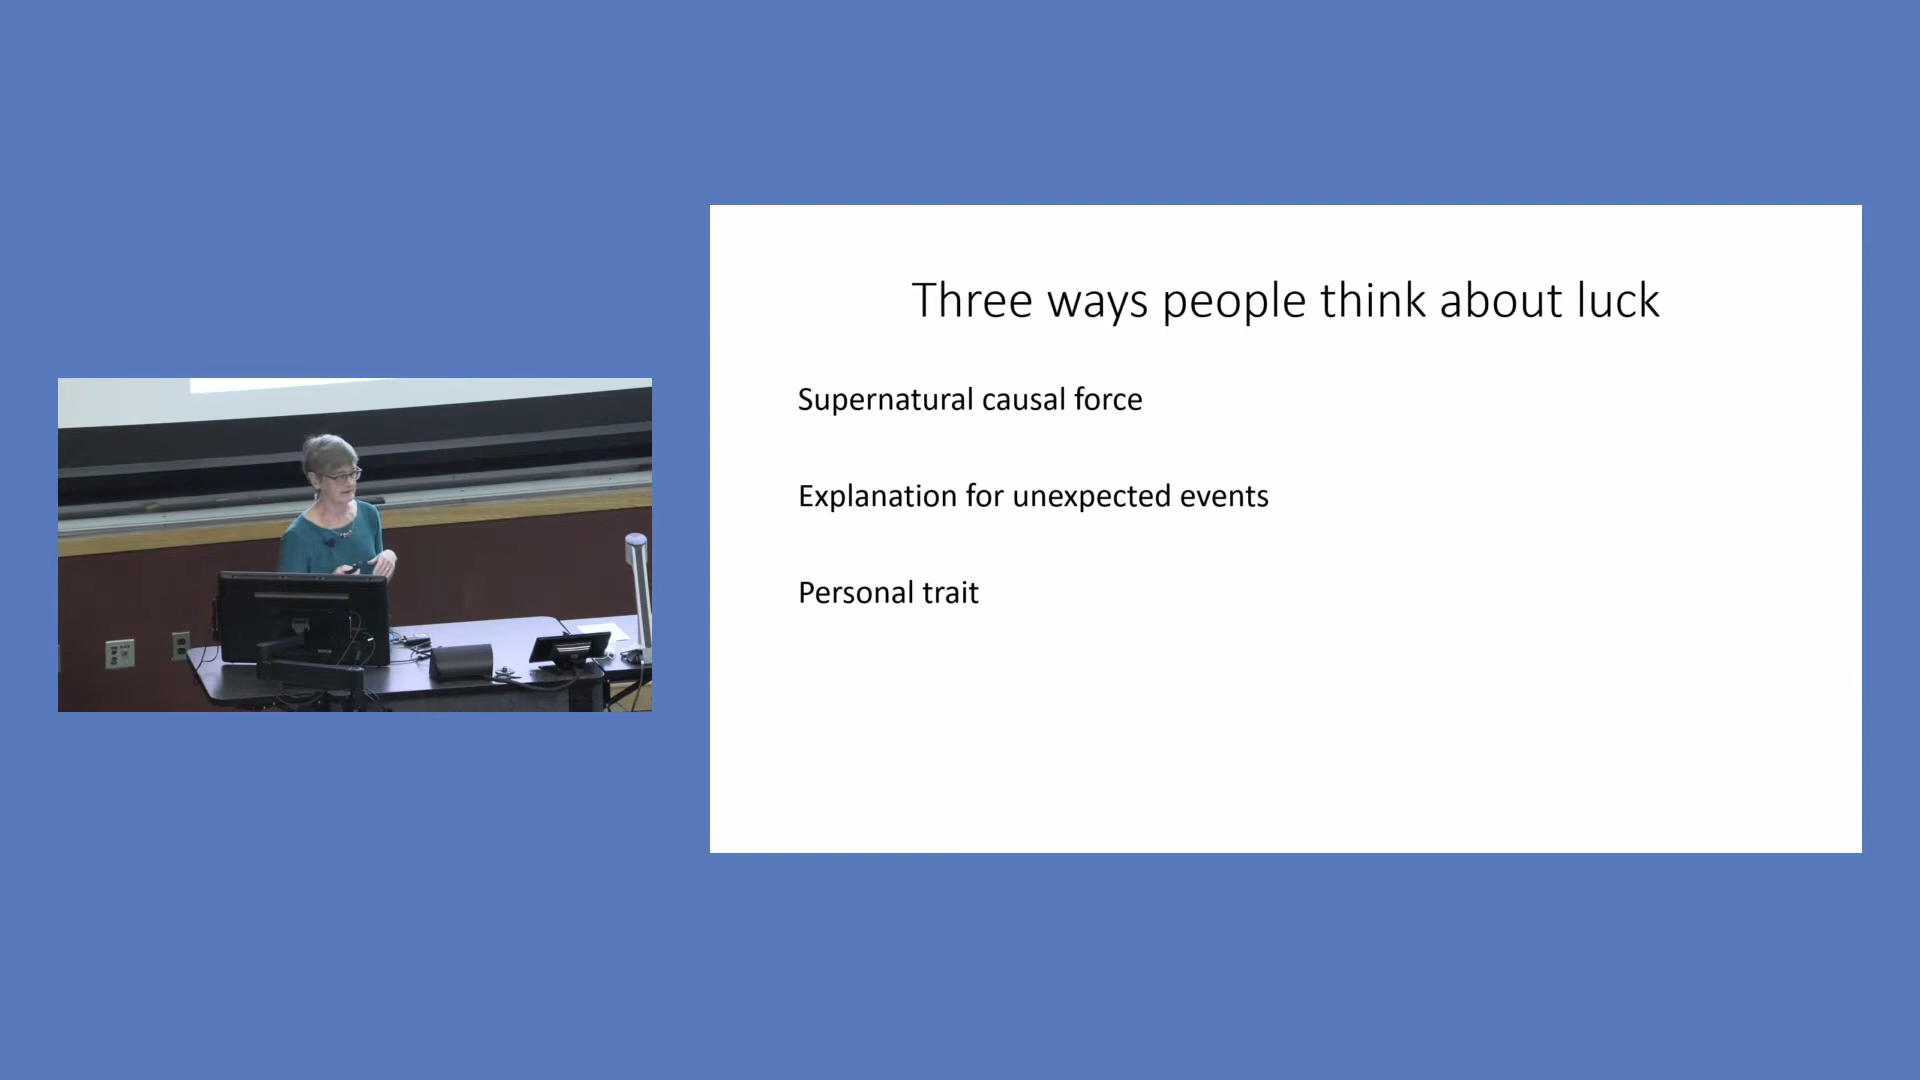 Three ways people think about luck
Supernatural causal force
Explanation for unexpected events
Personal trait